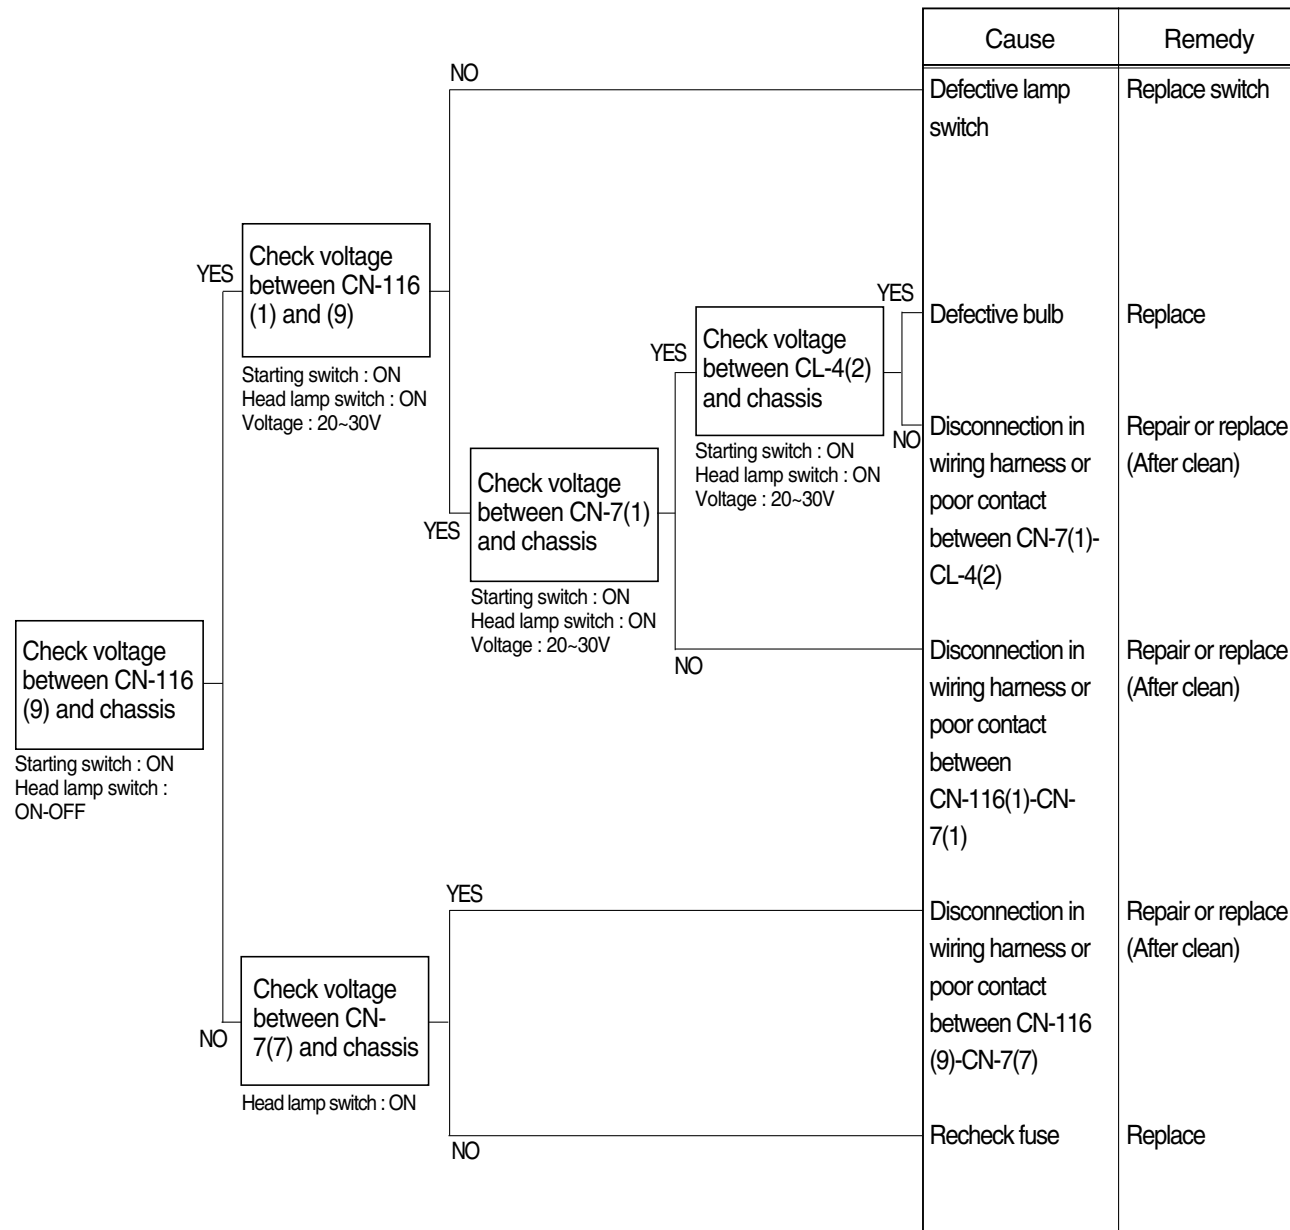 Cause
Remedy
NO
Defective lamp
switch
Replace switch
YES
Check voltage
between CN-116
(1) and (9)
Starting switch : ON
Head lamp switch : ON
Voltage : 20~30V
YES
Defective bulb
Replace
YES
Check voltage
between CL-4(2)
and chassis
Starting switch : ON
Head lamp switch : ON
Voltage : 20~30V
NO
Disconnection in
wiring harness or
poor contact
between CN-7(1)-
CL-4(2)
Repair or replace
(After clean)
YES
Check voltage
between CN-7(1)
and chassis
Starting switch : ON
Head lamp switch : ON
Voltage : 20~30V
NO
Disconnection in
wiring harness or
poor contact
between
CN-116(1)-CN-
7(1)
Repair or replace
(After clean)
Check voltage
between CN-116
(9) and chassis
Starting switch : ON
Head lamp switch :
ON-OFF
YES
Disconnection in
wiring harness or
poor contact
between CN-116
(9)-CN-7(7)
Repair or replace
(After clean)
NO
Check voltage
between CN-
7(7) and chassis
Head lamp switch : ON
NO
Recheck fuse
Replace